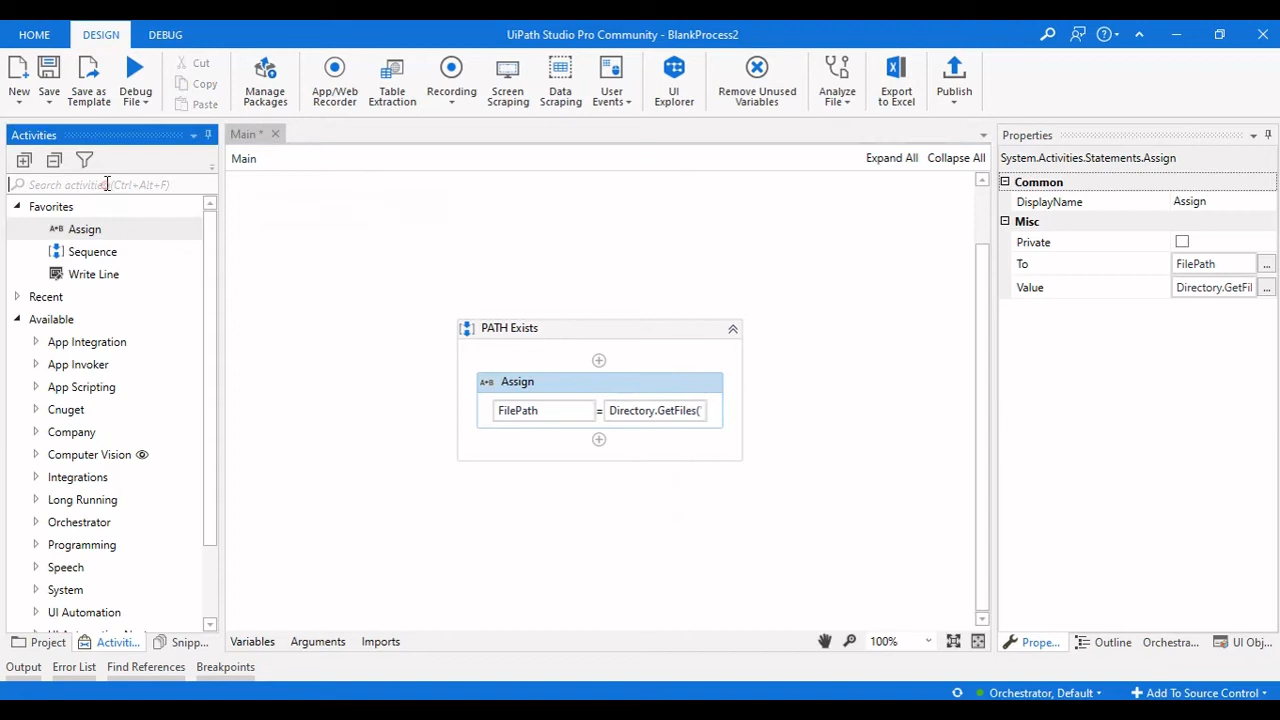 HOME DESIGN DEBUG UiPath Studio Pro Community - BlankProcess2
New Save Save as Template Debug File Cut Copy Paste Manage Packages App/Web Recorder Table Extraction Recording Screen Scraping Data Scraping User Events UI Explorer Remove Unused Variables Analyze File Export to Excel Publish
Activities
Search activities (Ctrl+Alt+F)
Favorites
Assign
Sequence
Write Line
Recent
Available
App Integration
App Invoker
App Scripting
Cnuget
Company
Computer Vision
Integrations
Long Running
Orchestrator
Programming
Speech
System
UI Automation
Project Activiti... Snipp...
Main *
Main Expand All Collapse All
PATH Exists
Assign
A+B
FilePath = Directory.GetFiles("
Variables Arguments Imports 100%
Properties
System.Activities.Statements.Assign
Common
DisplayName Assign
Misc
Private
To FilePath ...
Value Directory.GetFil ...
Prope... Outline Orchestra... UI Obj...
Output Error List Find References Breakpoints
Orchestrator, Default Add To Source Control